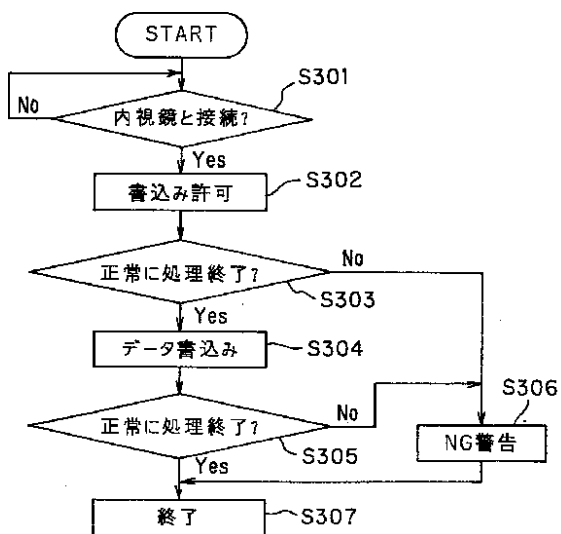 START
S301
No
内視鏡と接続?
Yes
S302
書込み許可
No
正常に処理終了?
S303
Yes
データ書込み
S304
No
S306
正常に処理終了?
NG警告
S305
Yes
終了
S307